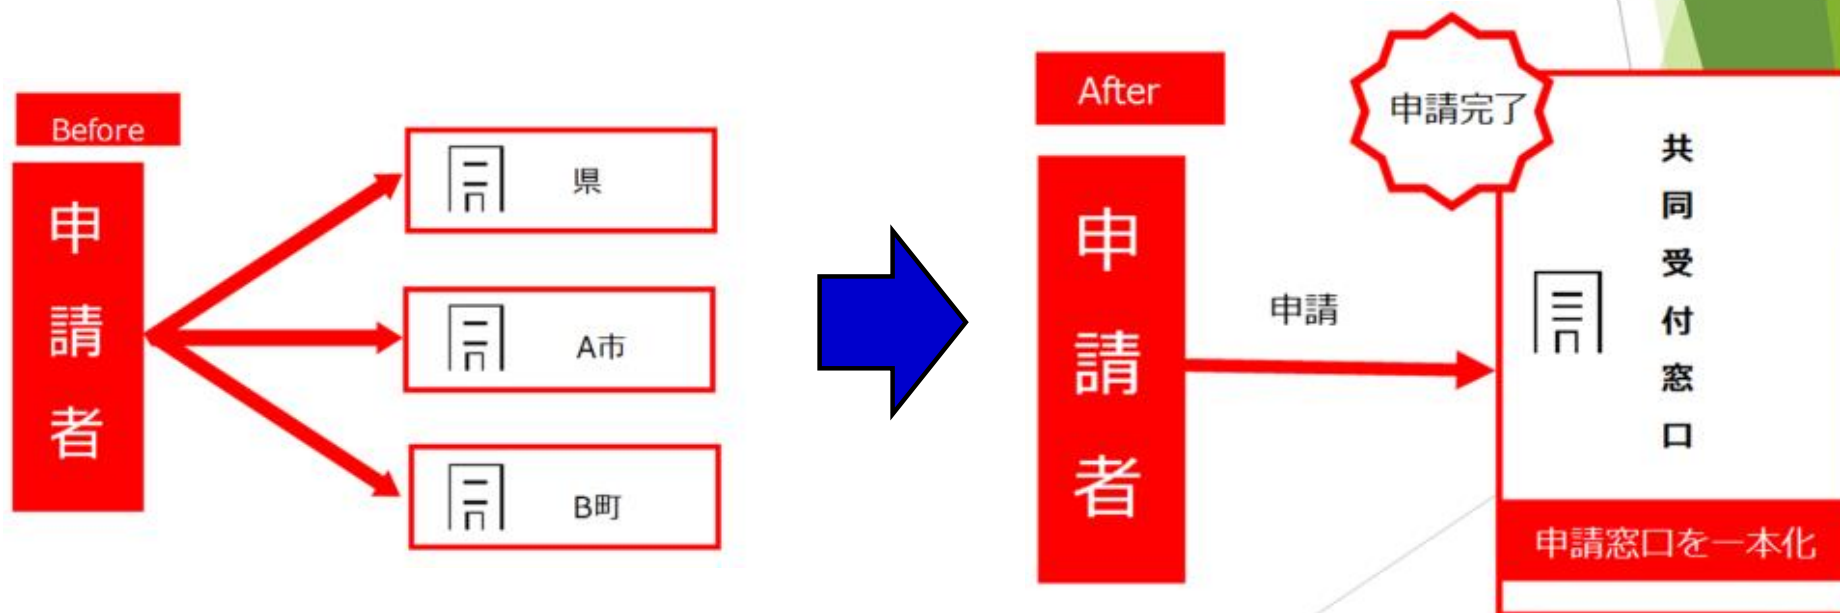 Before
申請者
県
A市
B町
After
申請者
申請
申請完了
共同受付窓口
申請窓口を一本化